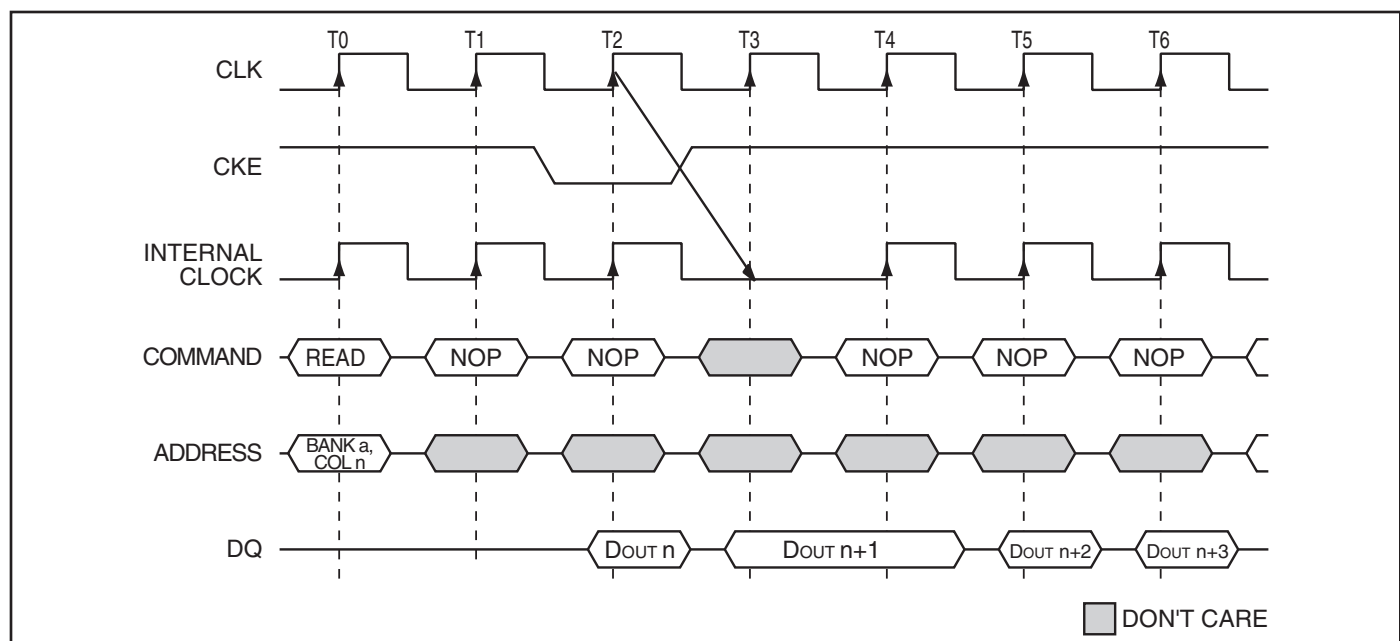 T0 T1 T2 T3 T4 T5 T6
CLK
CKE
INTERNAL
CLOCK
COMMAND READ NOP NOP NOP NOP NOP
ADDRESS BANK a,
COL n
DQ DOUT n DOUT n+1 DOUT n+2 DOUT n+3
DON'T CARE